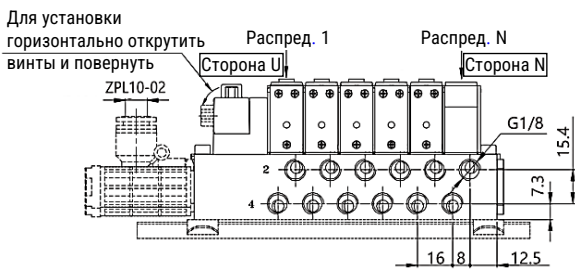 Для установки
горизонтально открутить
винты и повернуть
Распред. 1
Распред. N
Сторона U
Сторона N
ZPL10-02
G1/8
15.4
2
7.3
4
16
8
12.5